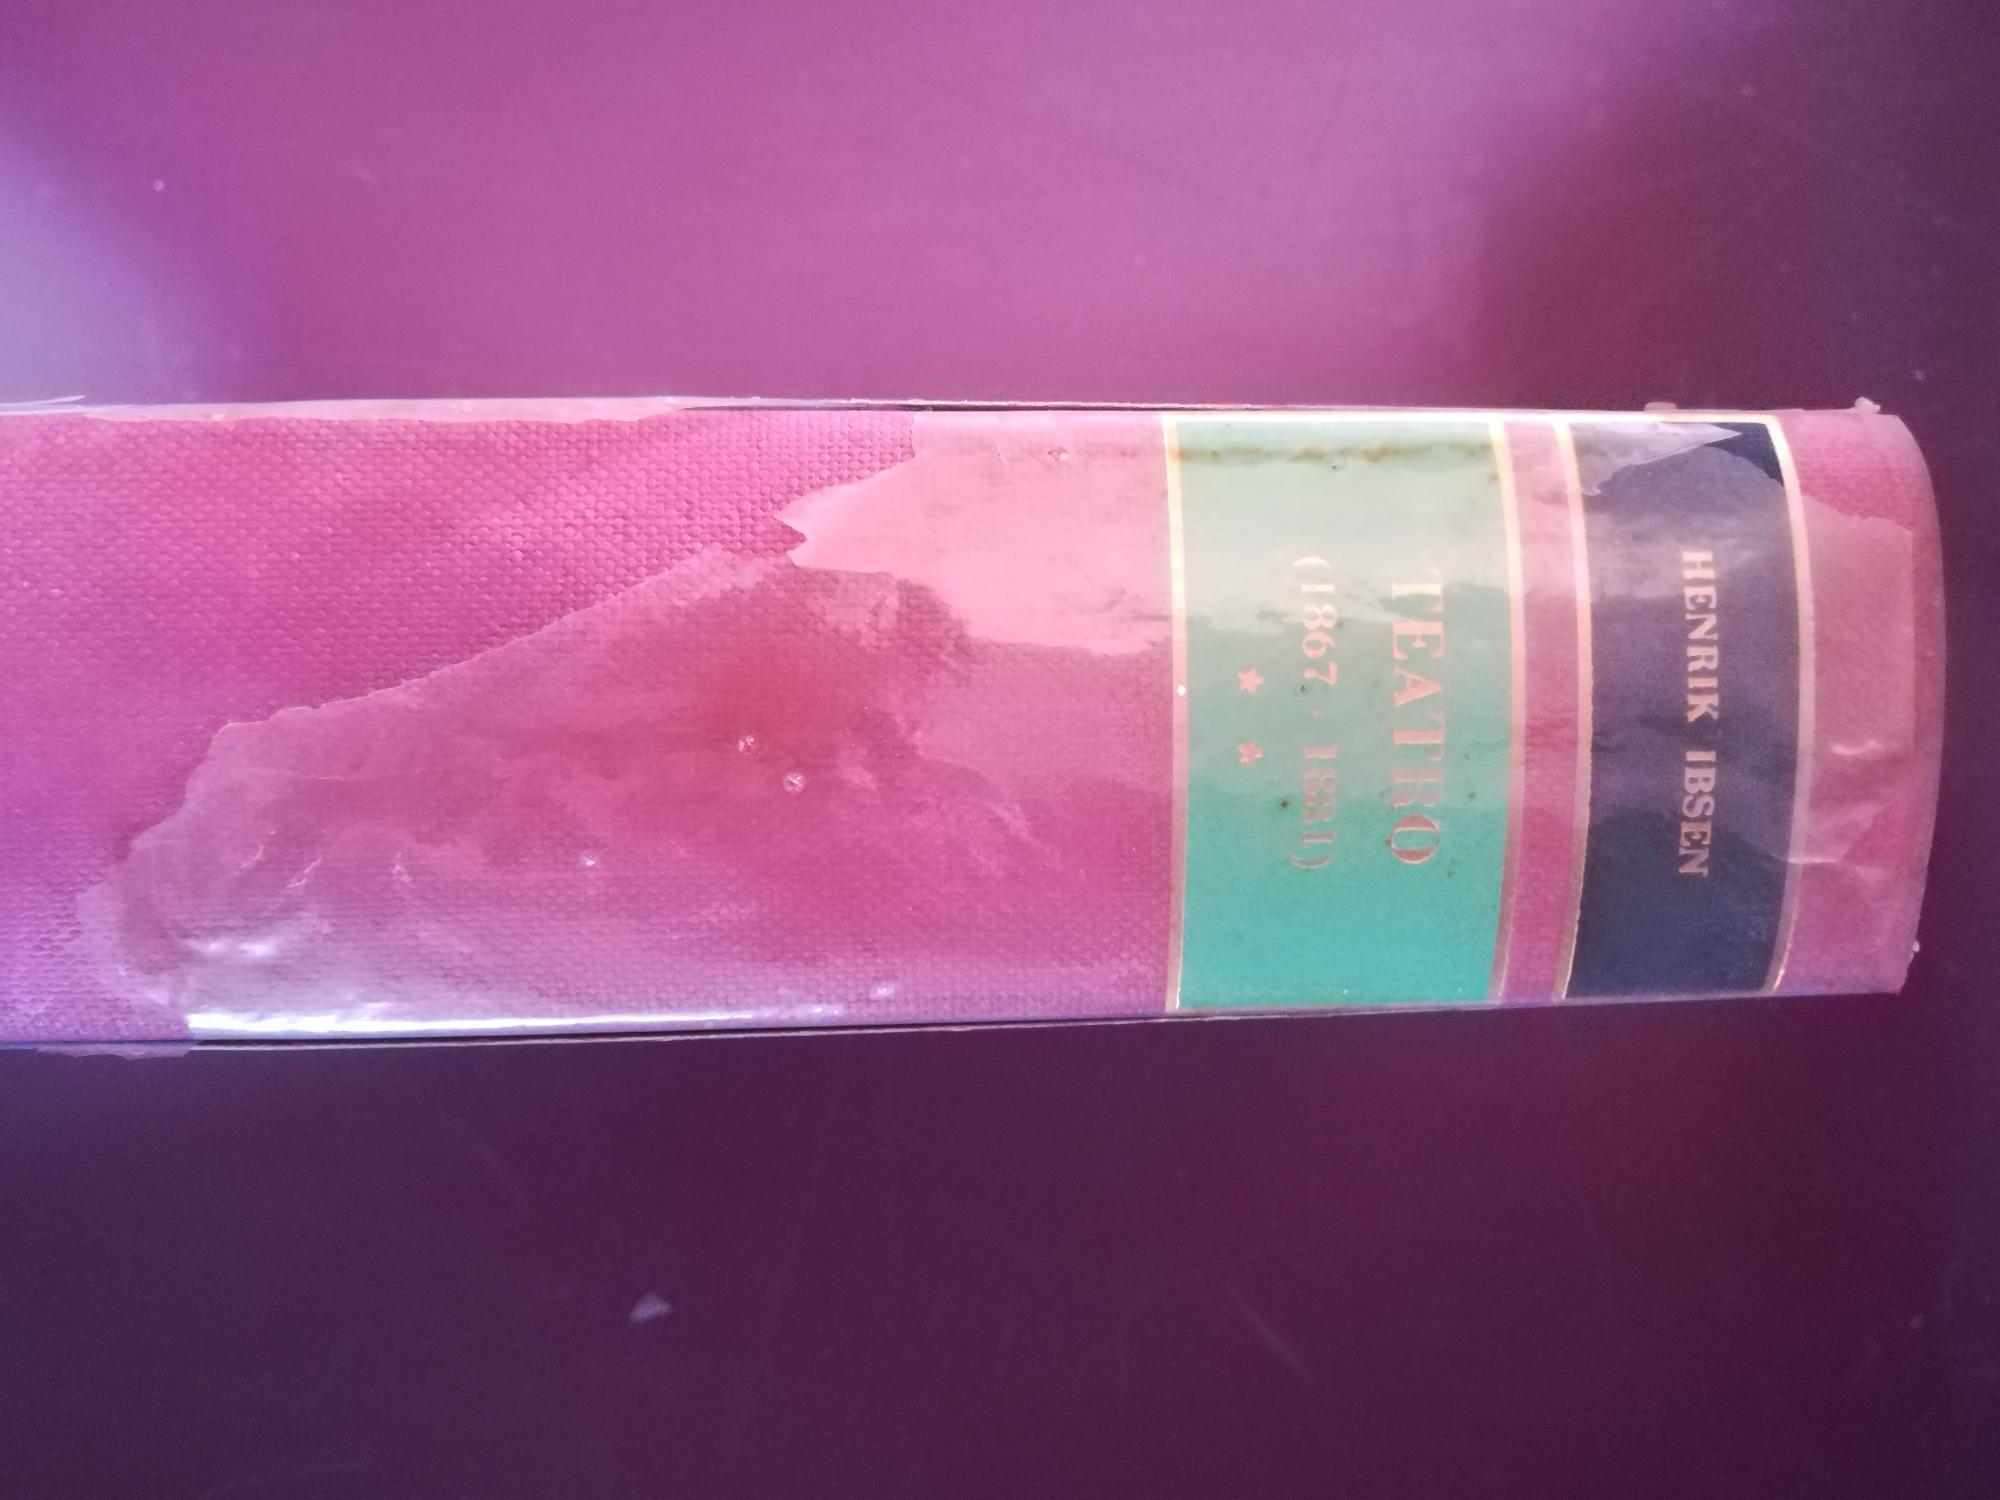 HENRIK IBSEN
TEATRO
(1867 - 1881)